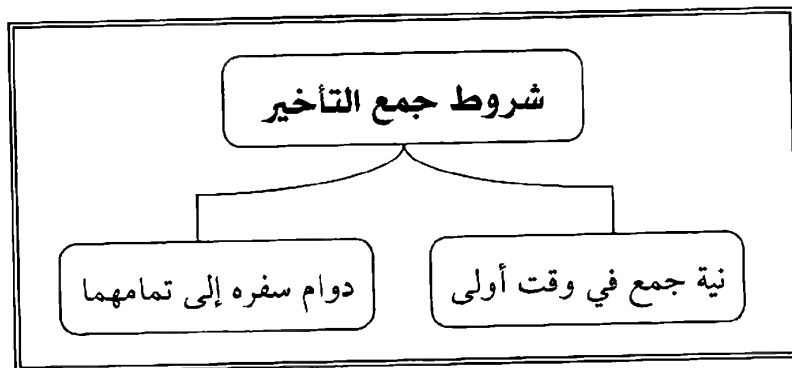 شروط جمع التأخير
نية جمع في وقت أولى
دوام سفره إلى تمامهما